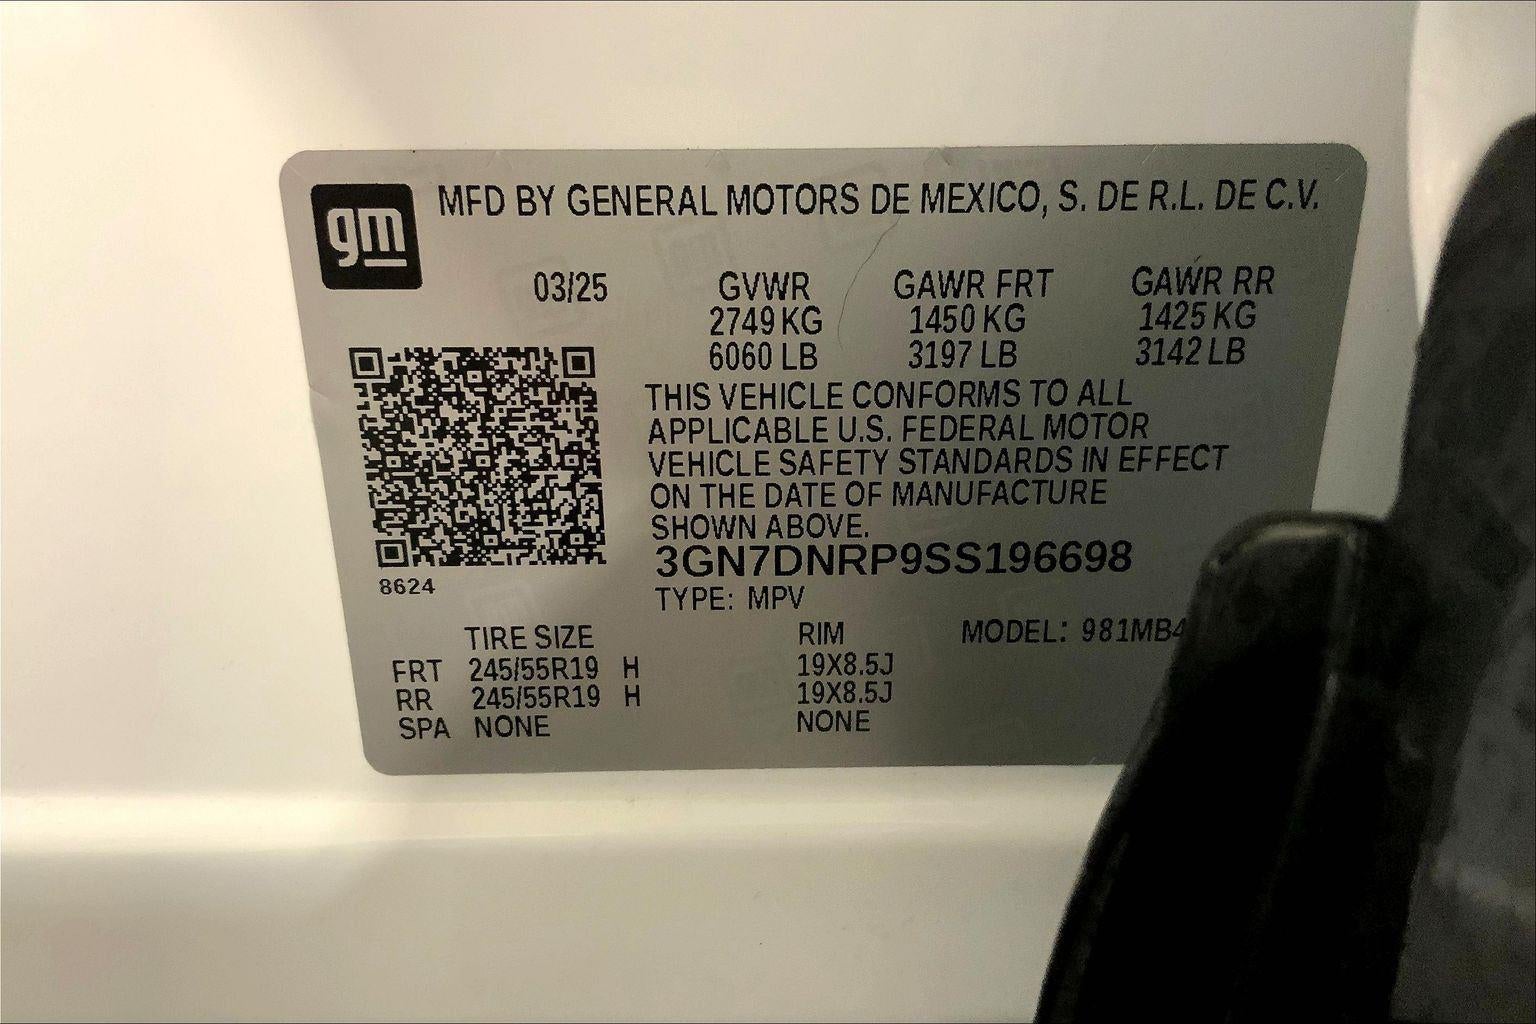 gm
MFD BY GENERAL MOTORS DE MEXICO, S. DE R.L. DE C.V.
03/25 GVWR GAWR FRT GAWR RR
2749 KG 1450 KG 1425 KG
6060 LB 3197 LB 3142 LB
THIS VEHICLE CONFORMS TO ALL
APPLICABLE U.S. FEDERAL MOTOR
VEHICLE SAFETY STANDARDS IN EFFECT
ON THE DATE OF MANUFACTURE
SHOWN ABOVE.
3GN7DNRP9SS196698
8624
TYPE: MPV
TIRE SIZE RIM MODEL: 981MB4
FRT 245/55R19 H 19X8.5J
RR 245/55R19 H 19X8.5J
SPA NONE NONE